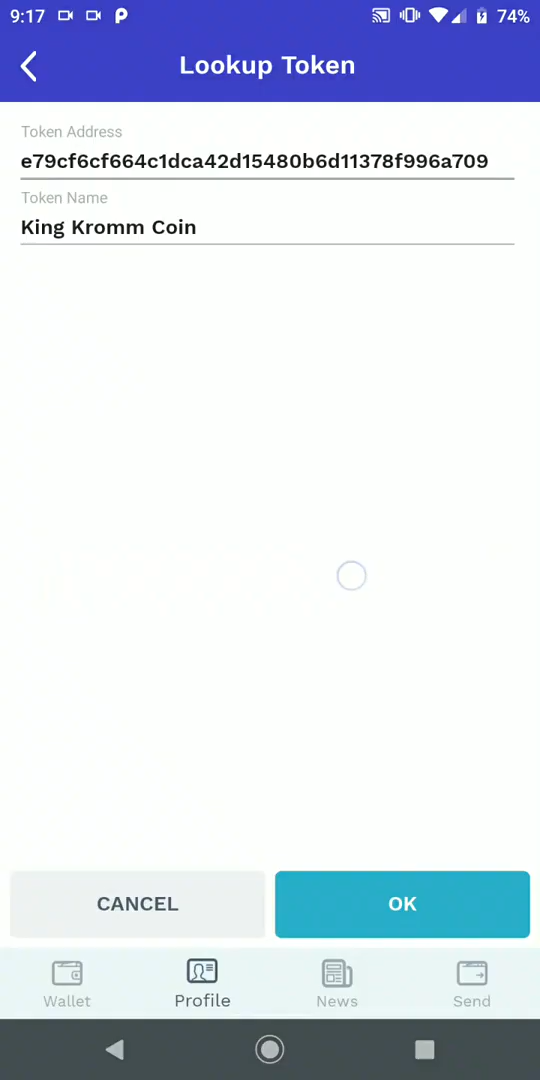 9:17 74%
Lookup Token
Token Address
e79cf6cf664c1dca42d15480b6d11378f996a709
Token Name
King Kromm Coin
CANCEL OK
Wallet Profile News Send